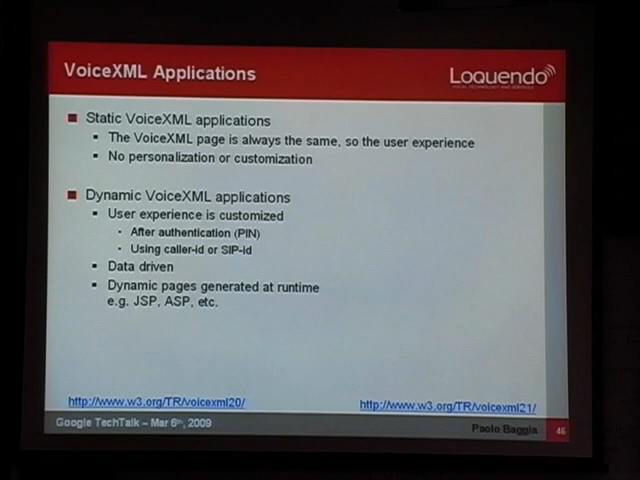 VoiceXML Applications
Loquendo
Static VoiceXML applications
The VoiceXML page is always the same, so the user experience
No personalization or customization
Dynamic VoiceXML applications
User experience is customized
After authentication (PIN)
Using caller-id or SIP-id
Data driven
Dynamic pages generated at runtime
e.g. JSP, ASP, etc.
http://www.w3.org/TR/voicexml20/
http://www.w3.org/TR/voicexml21/
Google TechTalk – Mar 6th, 2009
Paolo Baggia
46